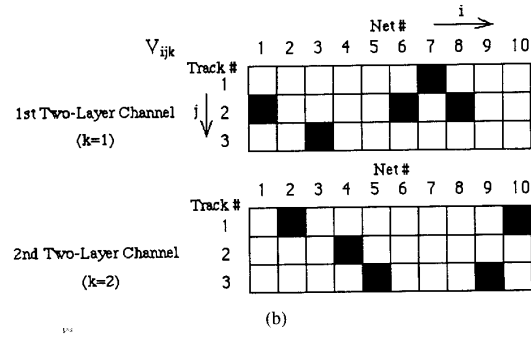 Net # i
V_ijk 1 2 3 4 5 6 7 8 9 10
Track #
1
1st Two-Layer Channel j 2
(k=1)
3
Net #
1 2 3 4 5 6 7 8 9 10
Track #
1
2
2nd Two-Layer Channel
(k=2) 3
(b)